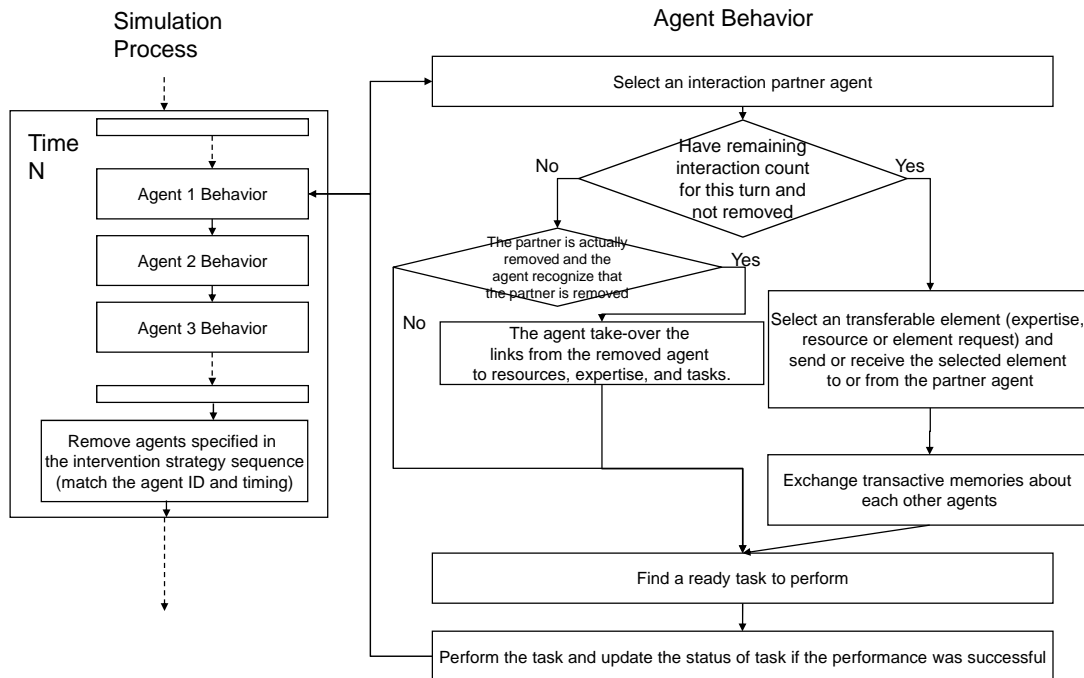 Simulation
Process
Time
N
Agent 1 Behavior
Agent 2 Behavior
Agent 3 Behavior
Remove agents specified in
the intervention strategy sequence
(match the agent ID and timing)
Agent Behavior
Select an interaction partner agent
Have remaining
interaction count
for this turn and
not removed
No
Yes
The partner is actually
removed and the
agent recognize that
the partner is removed
Yes
No
The agent take-over the
links from the removed agent
to resources, expertise, and tasks.
Select an transferable element (expertise,
resource or element request) and
send or receive the selected element
to or from the partner agent
Exchange transactive memories about
each other agents
Find a ready task to perform
Perform the task and update the status of task if the performance was successful